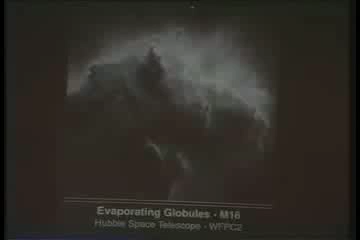 Evaporating Globules · M16
Hubble Space Telescope · WFPC2